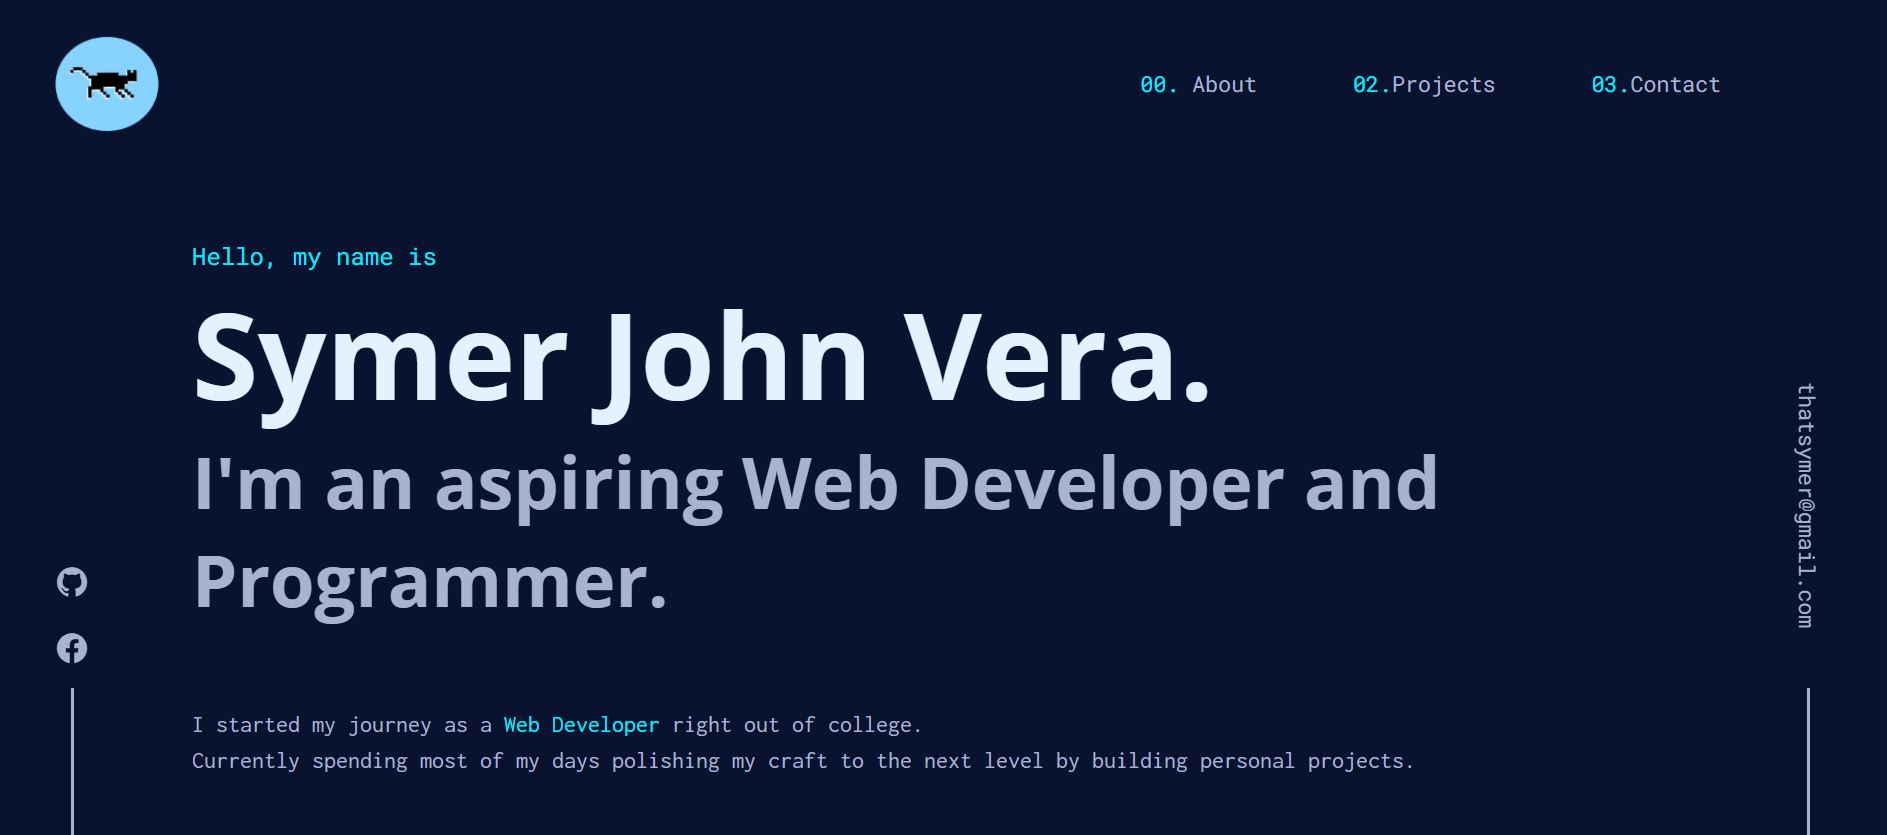 00. About 02.Projects 03.Contact
Hello, my name is
Symer John Vera.
I'm an aspiring Web Developer and
Programmer.
thatsymer@gmail.com
I started my journey as a Web Developer right out of college.
Currently spending most of my days polishing my craft to the next level by building personal projects.